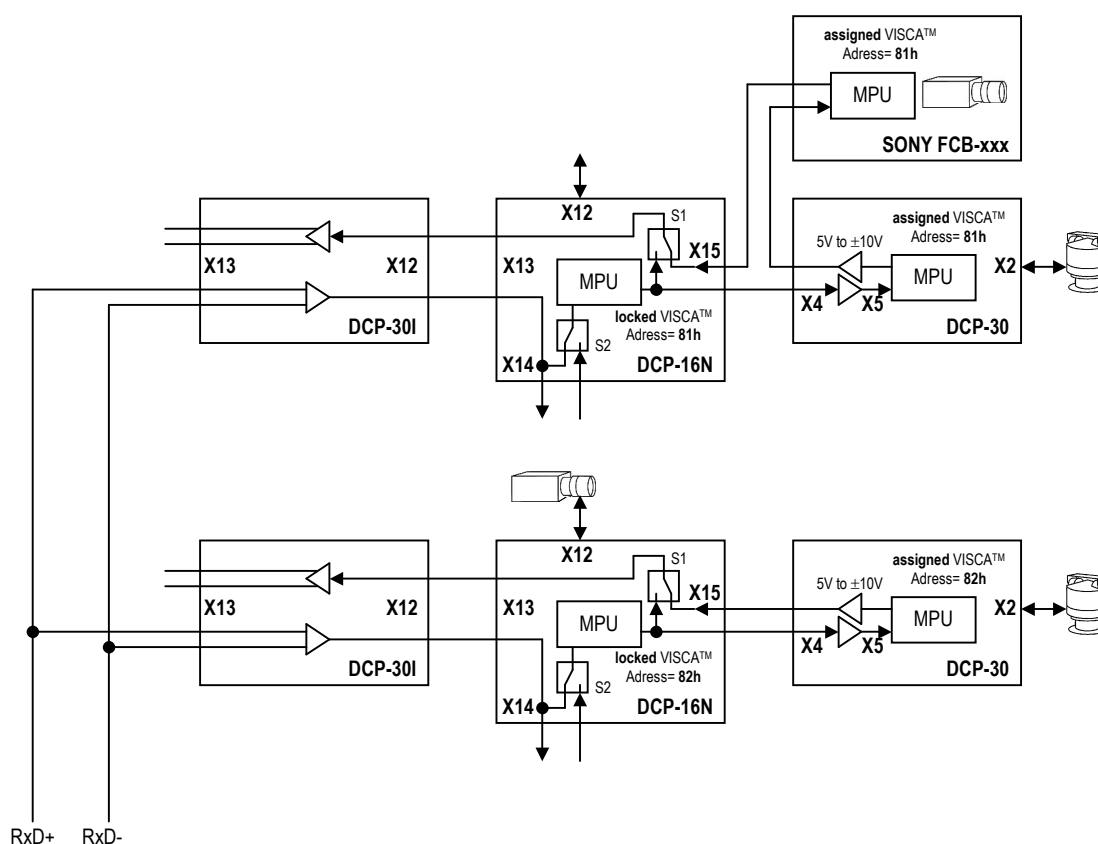 assigned VISCA™
Adress= 81h
MPU
SONY FCB-xxx
X12
S1
X13
X12
X13
X15
MPU
locked VISCA™
Adress= 81h
S2
X14
DCP-30I
DCP-16N
assigned VISCA™
Adress= 81h
5V to ±10V
MPU
X2
X4
X5
DCP-30
X12
S1
X13
X12
X13
X15
MPU
locked VISCA™
Adress= 82h
S2
X14
DCP-30I
DCP-16N
assigned VISCA™
Adress= 82h
5V to ±10V
MPU
X2
X4
X5
DCP-30
RxD+
RxD-